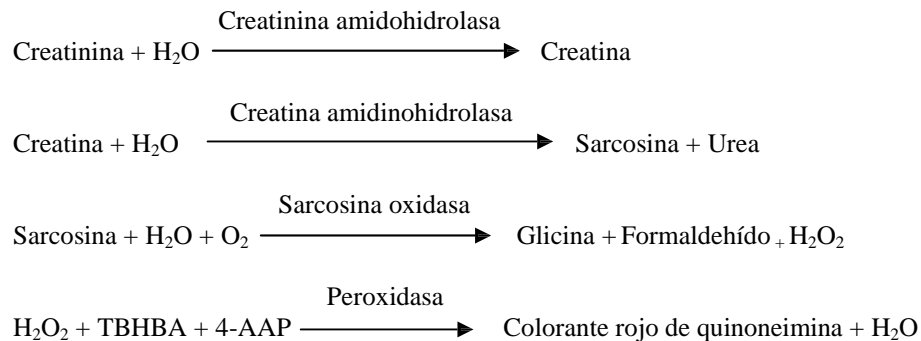 Creatinina amidohidrolasa
Creatinina + H₂O Creatina
Creatina amidinohidrolasa
Creatina + H₂O Sarcosina + Urea
Sarcosina oxidasa
Sarcosina + H₂O + O₂ Glicina + Formaldehído + H₂O₂
Peroxidasa
H₂O₂ + TBHBA + 4-AAP Colorante rojo de quinoneimina + H₂O